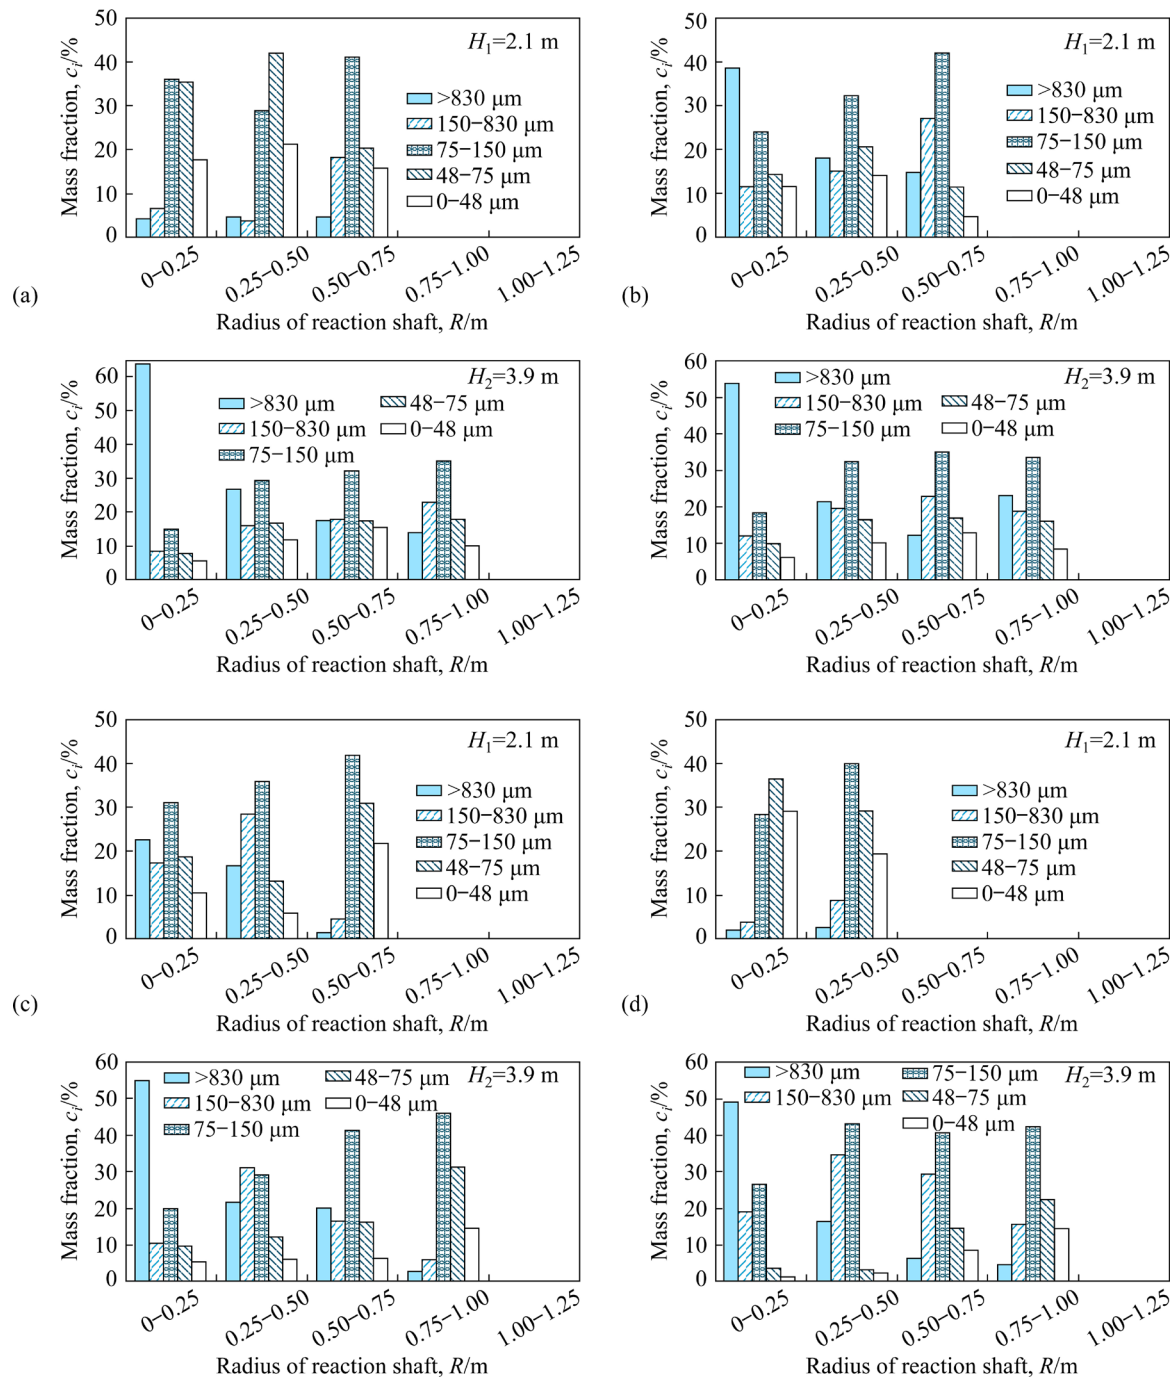 50
40
30
20
10
0
Mass fraction, cᵢ/%
H₁=2.1 m
>830 μm
150−830 μm
75−150 μm
48−75 μm
0−48 μm
0−0.25
0.25−0.50
0.50−0.75
0.75−1.00
1.00−1.25
(a)
Radius of reaction shaft, R/m
50
40
30
20
10
0
Mass fraction, cᵢ/%
H₁=2.1 m
>830 μm
150−830 μm
75−150 μm
48−75 μm
0−48 μm
0−0.25
0.25−0.50
0.50−0.75
0.75−1.00
1.00−1.25
(b)
Radius of reaction shaft, R/m
60
50
40
30
20
10
0
Mass fraction, cᵢ/%
H₂=3.9 m
>830 μm
150−830 μm
75−150 μm
48−75 μm
0−48 μm
0−0.25
0.25−0.50
0.50−0.75
0.75−1.00
1.00−1.25
Radius of reaction shaft, R/m
60
50
40
30
20
10
0
Mass fraction, cᵢ/%
H₂=3.9 m
>830 μm
150−830 μm
75−150 μm
48−75 μm
0−48 μm
0−0.25
0.25−0.50
0.50−0.75
0.75−1.00
1.00−1.25
Radius of reaction shaft, R/m
50
40
30
20
10
0
Mass fraction, cᵢ/%
H₁=2.1 m
>830 μm
150−830 μm
75−150 μm
48−75 μm
0−48 μm
0−0.25
0.25−0.50
0.50−0.75
0.75−1.00
1.00−1.25
(c)
Radius of reaction shaft, R/m
50
40
30
20
10
0
Mass fraction, cᵢ/%
H₁=2.1 m
>830 μm
150−830 μm
75−150 μm
48−75 μm
0−48 μm
0−0.25
0.25−0.50
0.50−0.75
0.75−1.00
1.00−1.25
(d)
Radius of reaction shaft, R/m
60
50
40
30
20
10
0
Mass fraction, cᵢ/%
H₂=3.9 m
>830 μm
150−830 μm
75−150 μm
48−75 μm
0−48 μm
0−0.25
0.25−0.50
0.50−0.75
0.75−1.00
1.00−1.25
Radius of reaction shaft, R/m
60
50
40
30
20
10
0
Mass fraction, cᵢ/%
H₂=3.9 m
>830 μm
150−830 μm
75−150 μm
48−75 μm
0−48 μm
0−0.25
0.25−0.50
0.50−0.75
0.75−1.00
1.00−1.25
Radius of reaction shaft, R/m